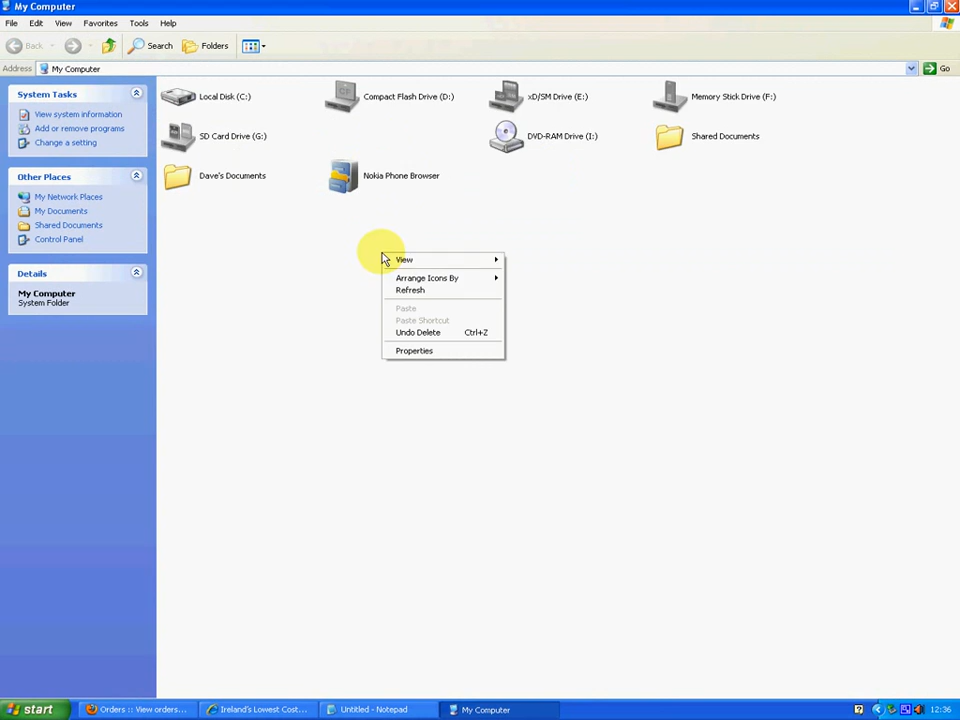 My Computer
File Edit View Favorites Tools Help
Back Search Folders
Address My Computer Go
System Tasks
View system information
Add or remove programs
Change a setting
Other Places
My Network Places
My Documents
Shared Documents
Control Panel
Details
My Computer
System Folder
Local Disk (C:) Compact Flash Drive (D:) xD/SM Drive (E:) Memory Stick Drive (F:)
SD Card Drive (G:) DVD-RAM Drive (I:) Shared Documents
Dave's Documents Nokia Phone Browser
View
Arrange Icons By
Refresh
Paste
Paste Shortcut
Undo Delete Ctrl+Z
Properties
start Orders :: View orders... Ireland's Lowest Cost... Untitled - Notepad My Computer 12:36